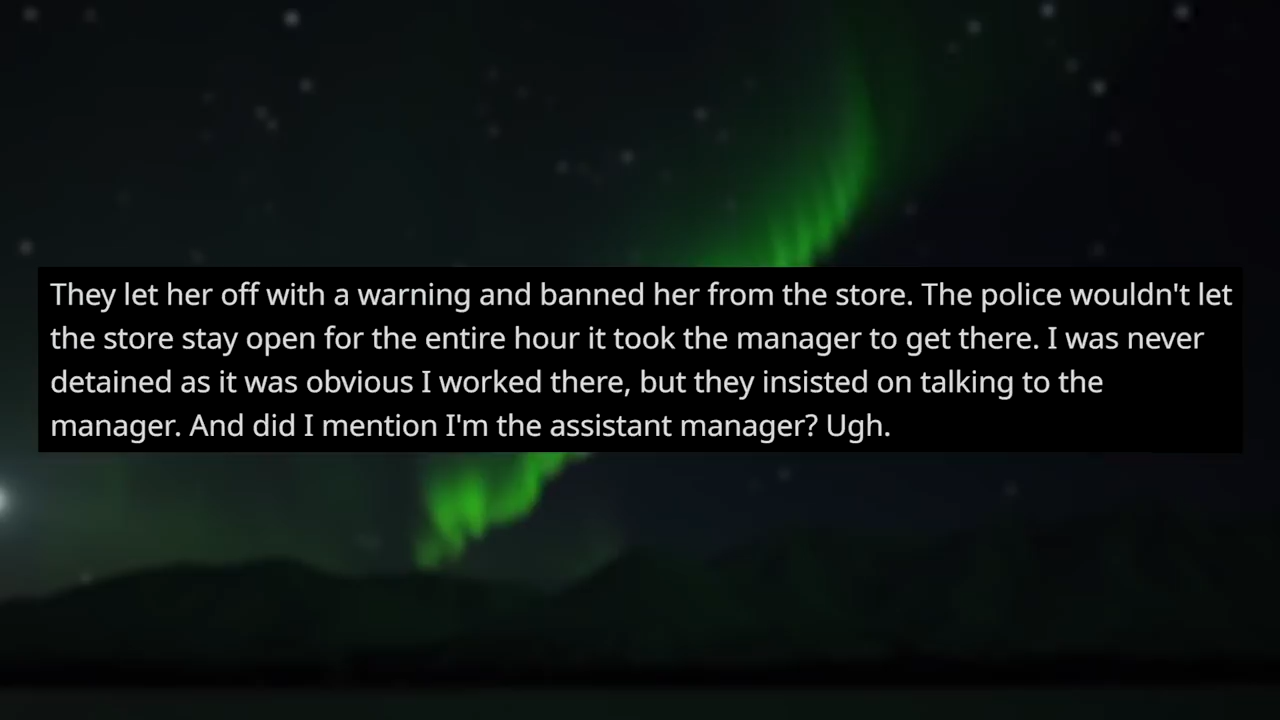 They let her off with a warning and banned her from the store. The police wouldn't let
the store stay open for the entire hour it took the manager to get there. I was never
detained as it was obvious I worked there, but they insisted on talking to the
manager. And did I mention I'm the assistant manager? Ugh.